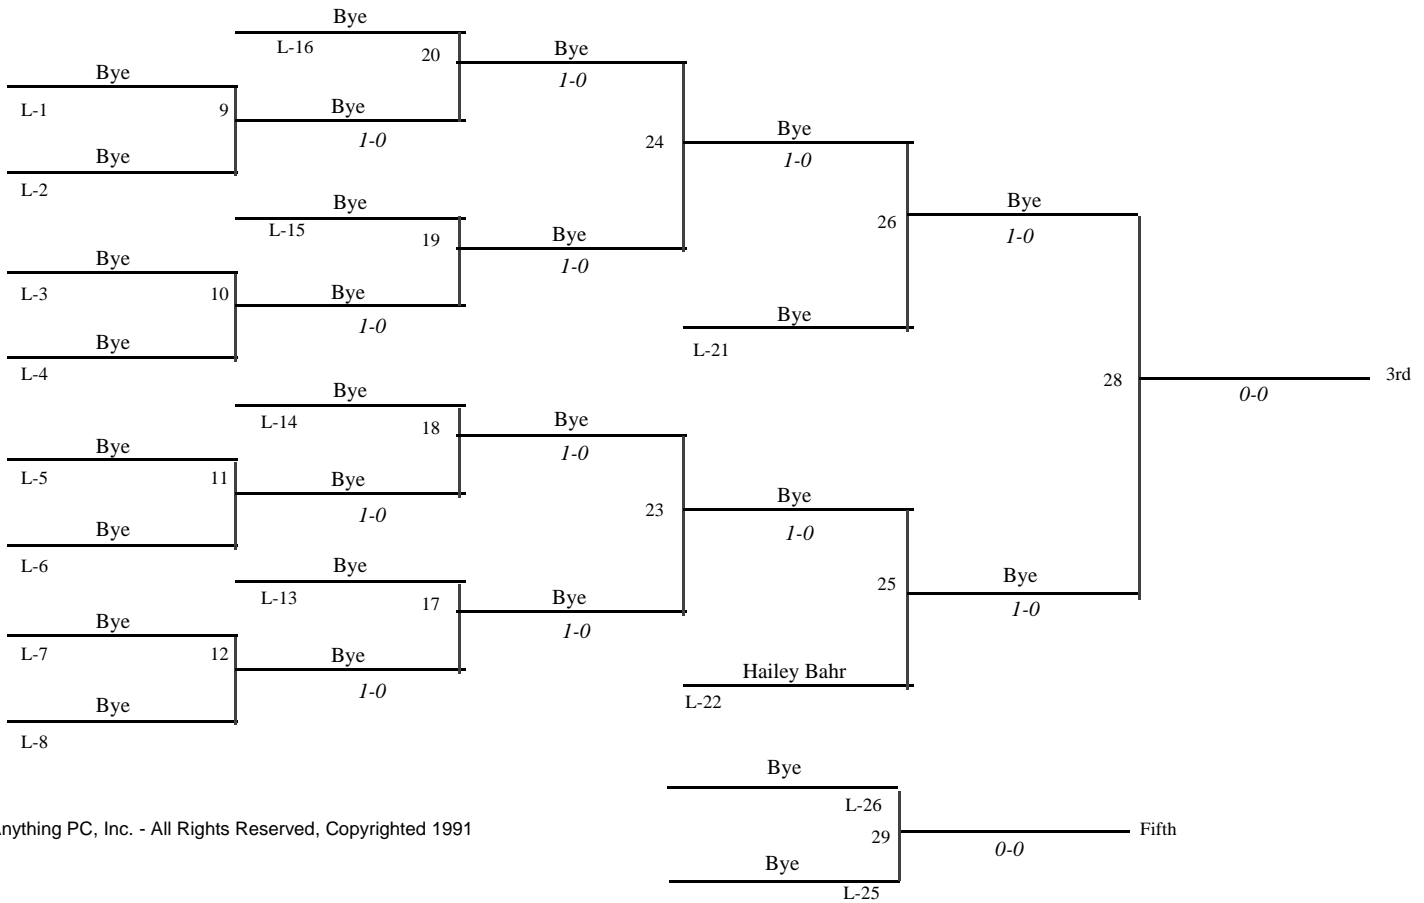 Bye
L-16
20
Bye
1-0
Bye
L-1
9
Bye
1-0
Bye
L-2
24
Bye
1-0
Bye
L-15
19
Bye
1-0
26
Bye
1-0
Bye
L-3
10
Bye
1-0
Bye
L-4
Bye
L-21
28
3rd
0-0
Bye
L-14
18
Bye
1-0
Bye
L-5
11
Bye
1-0
Bye
L-6
23
Bye
1-0
Bye
L-13
17
Bye
1-0
25
Bye
1-0
Bye
L-7
12
Bye
1-0
Bye
L-8
Hailey Bahr
L-22
Bye
L-26
29
Fifth
0-0
Bye
L-25
nything PC, Inc. - All Rights Reserved, Copyrighted 1991